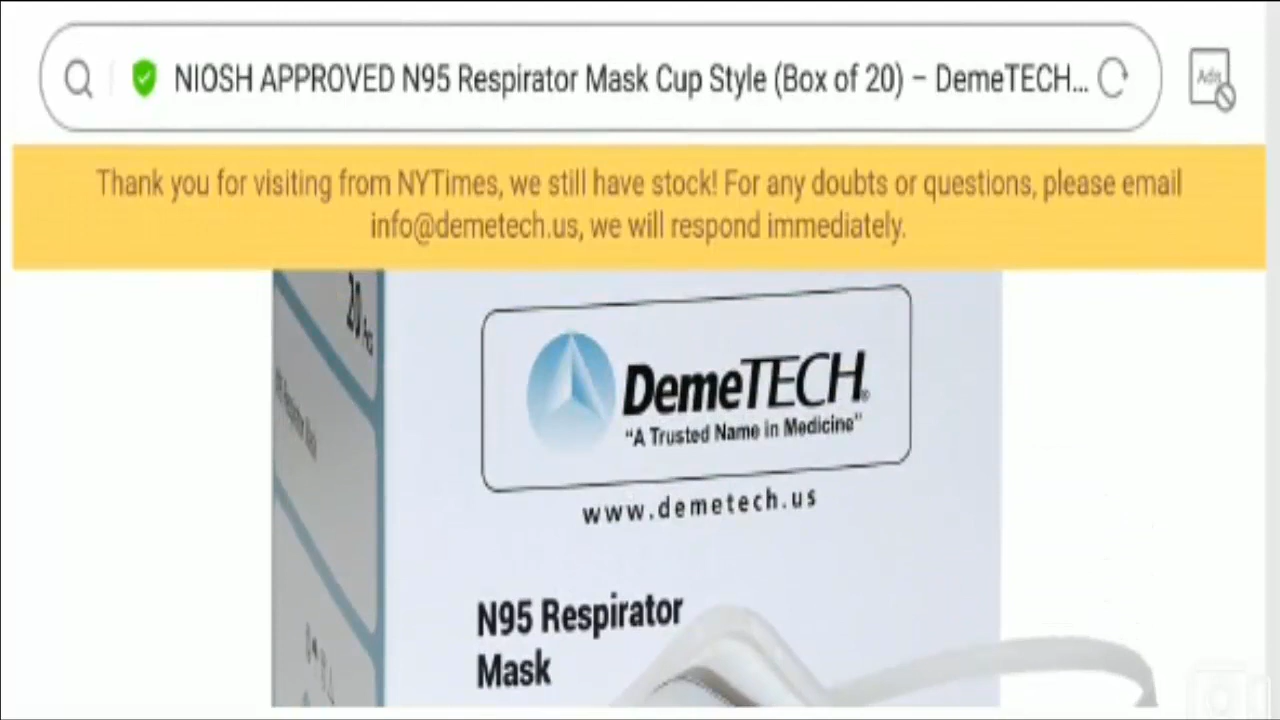 NIOSH APPROVED N95 Respirator Mask Cup Style (Box of 20) – DemeTECH...
Ads
Thank you for visiting from NYTimes, we still have stock! For any doubts or questions, please email
info@demetech.us, we will respond immediately.
20
DemeTECH®
"A Trusted Name in Medicine"
www.demetech.us
N95 Respirator
Mask